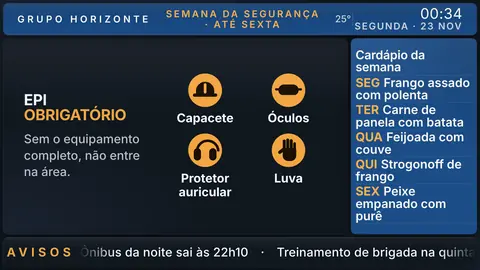 GRUPO HORIZONTE
SEMANA DA SEGURANÇA
· ATÉ SEXTA
25°
00:34
SEGUNDA · 23 NOV
EPI
OBRIGATÓRIO
Sem o equipamento
completo, não entre
na área.
Capacete
Óculos
Protetor
auricular
Luva
Cardápio da
semana
SEG Frango assado
com polenta
TER Carne de
panela com batata
QUA Feijoada com
couve
QUI Strogonoff de
frango
SEX Peixe
empanado com
purê
AVISOS Ônibus da noite sai às 22h10 · Treinamento de brigada na quinta